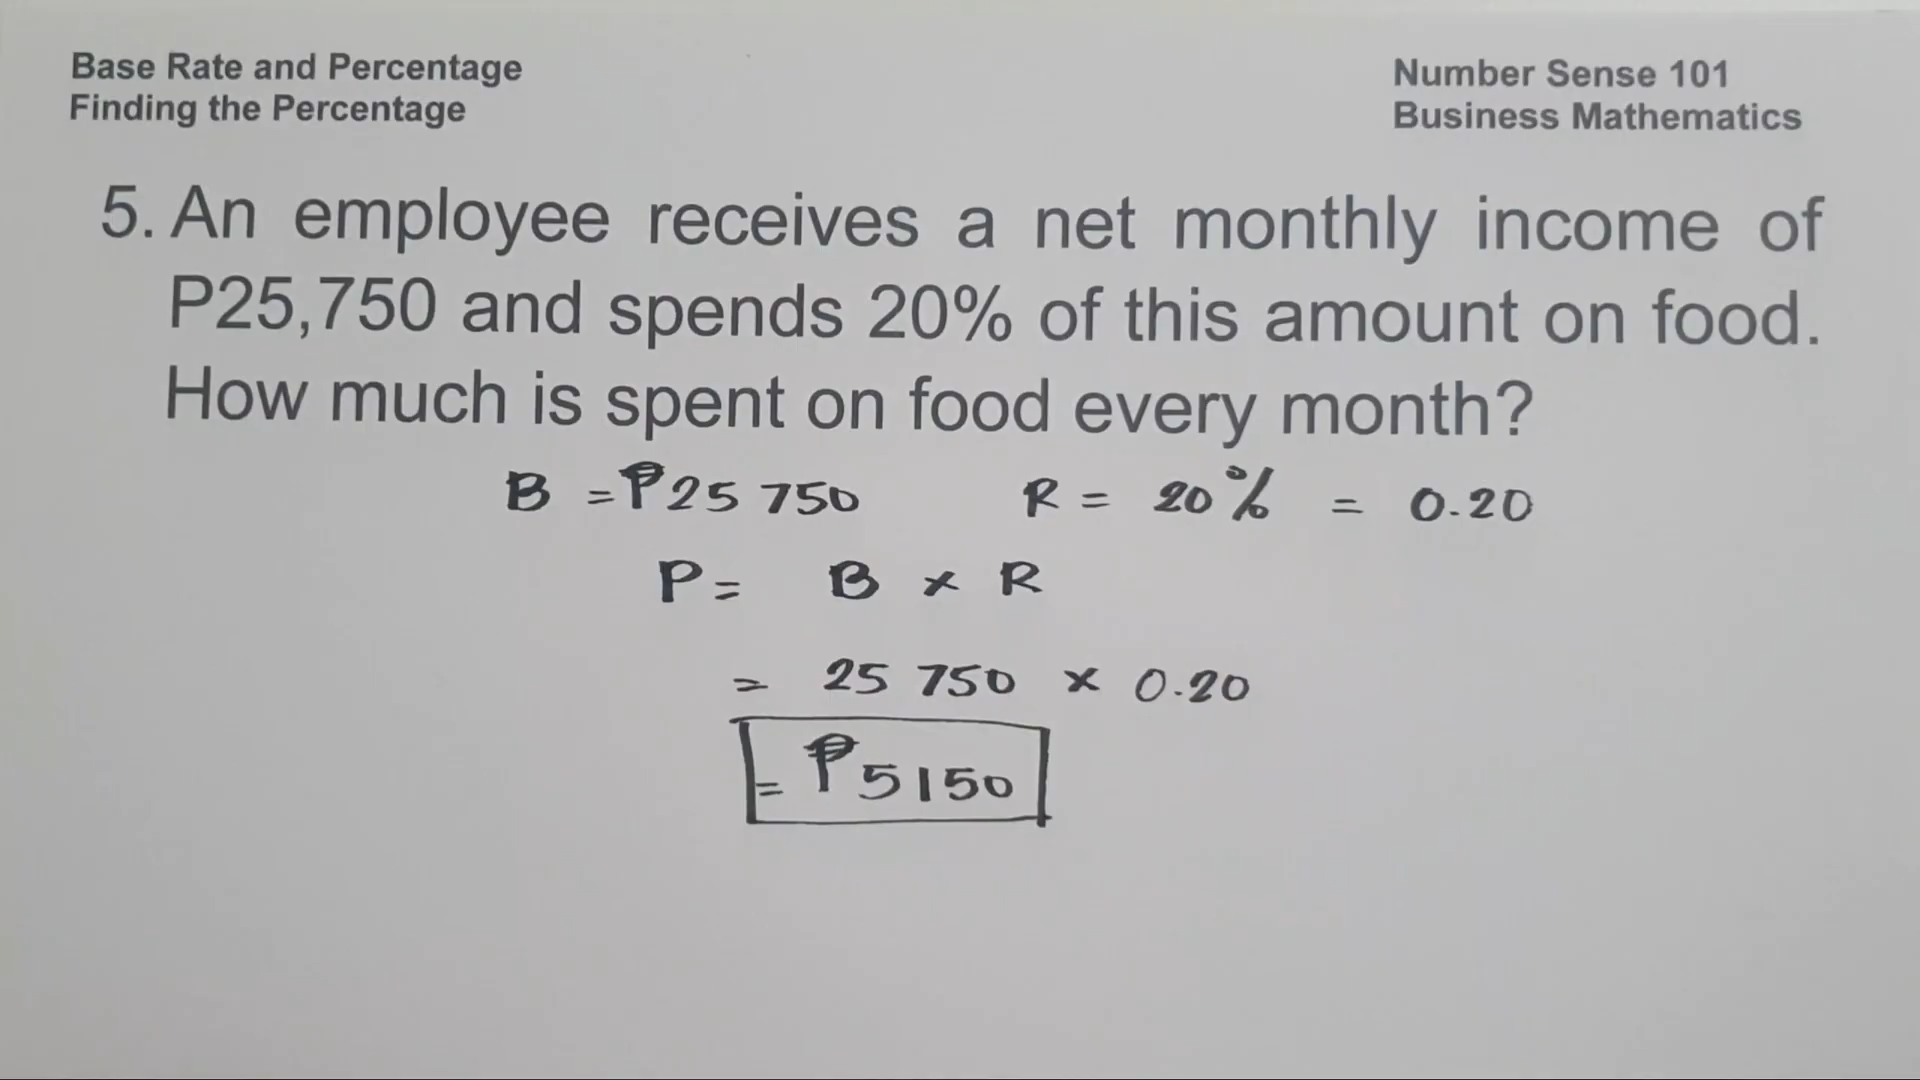 Base Rate and Percentage
Finding the Percentage
Number Sense 101
Business Mathematics
5. An employee receives a net monthly income of
P25,750 and spends 20% of this amount on food.
How much is spent on food every month?
B = ₱25 750 R = 20% = 0.20
P = B × R
= 25 750 × 0.20
= ₱5150